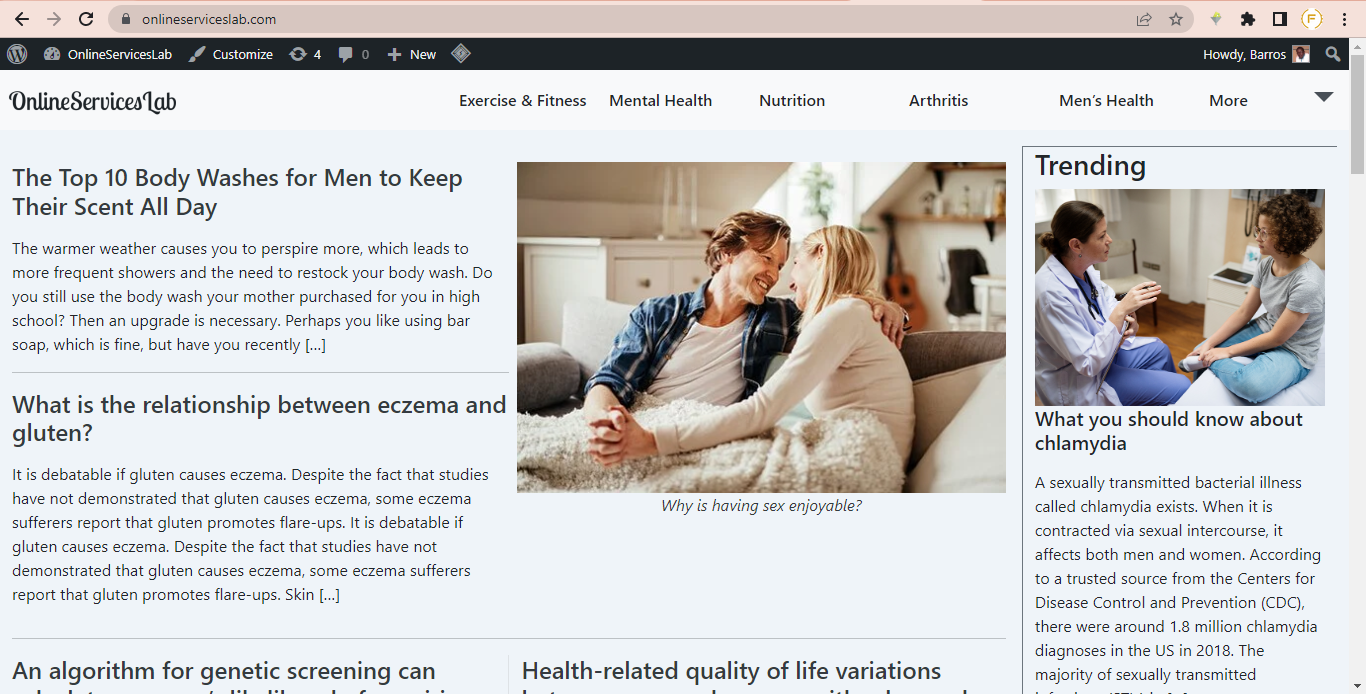 onlineserviceslab.com
F
OnlineServicesLab
Customize
4
0
New
Howdy, Barros
OnlineServicesLab
Exercise & Fitness
Mental Health
Nutrition
Arthritis
Men's Health
More
The Top 10 Body Washes for Men to Keep
Their Scent All Day
The warmer weather causes you to perspire more, which leads to
more frequent showers and the need to restock your body wash. Do
you still use the body wash your mother purchased for you in high
school? Then an upgrade is necessary. Perhaps you like using bar
soap, which is fine, but have you recently [...]
What is the relationship between eczema and
gluten?
It is debatable if gluten causes eczema. Despite the fact that studies
have not demonstrated that gluten causes eczema, some eczema
sufferers report that gluten promotes flare-ups. It is debatable if
gluten causes eczema. Despite the fact that studies have not
demonstrated that gluten causes eczema, some eczema sufferers
report that gluten promotes flare-ups. Skin [...]
Why is having sex enjoyable?
An algorithm for genetic screening can
Health-related quality of life variations
Trending
What you should know about
chlamydia
A sexually transmitted bacterial illness
called chlamydia exists. When it is
contracted via sexual intercourse, it
affects both men and women. According
to a trusted source from the Centers for
Disease Control and Prevention (CDC),
there were around 1.8 million chlamydia
diagnoses in the US in 2018. The
majority of sexually transmitted